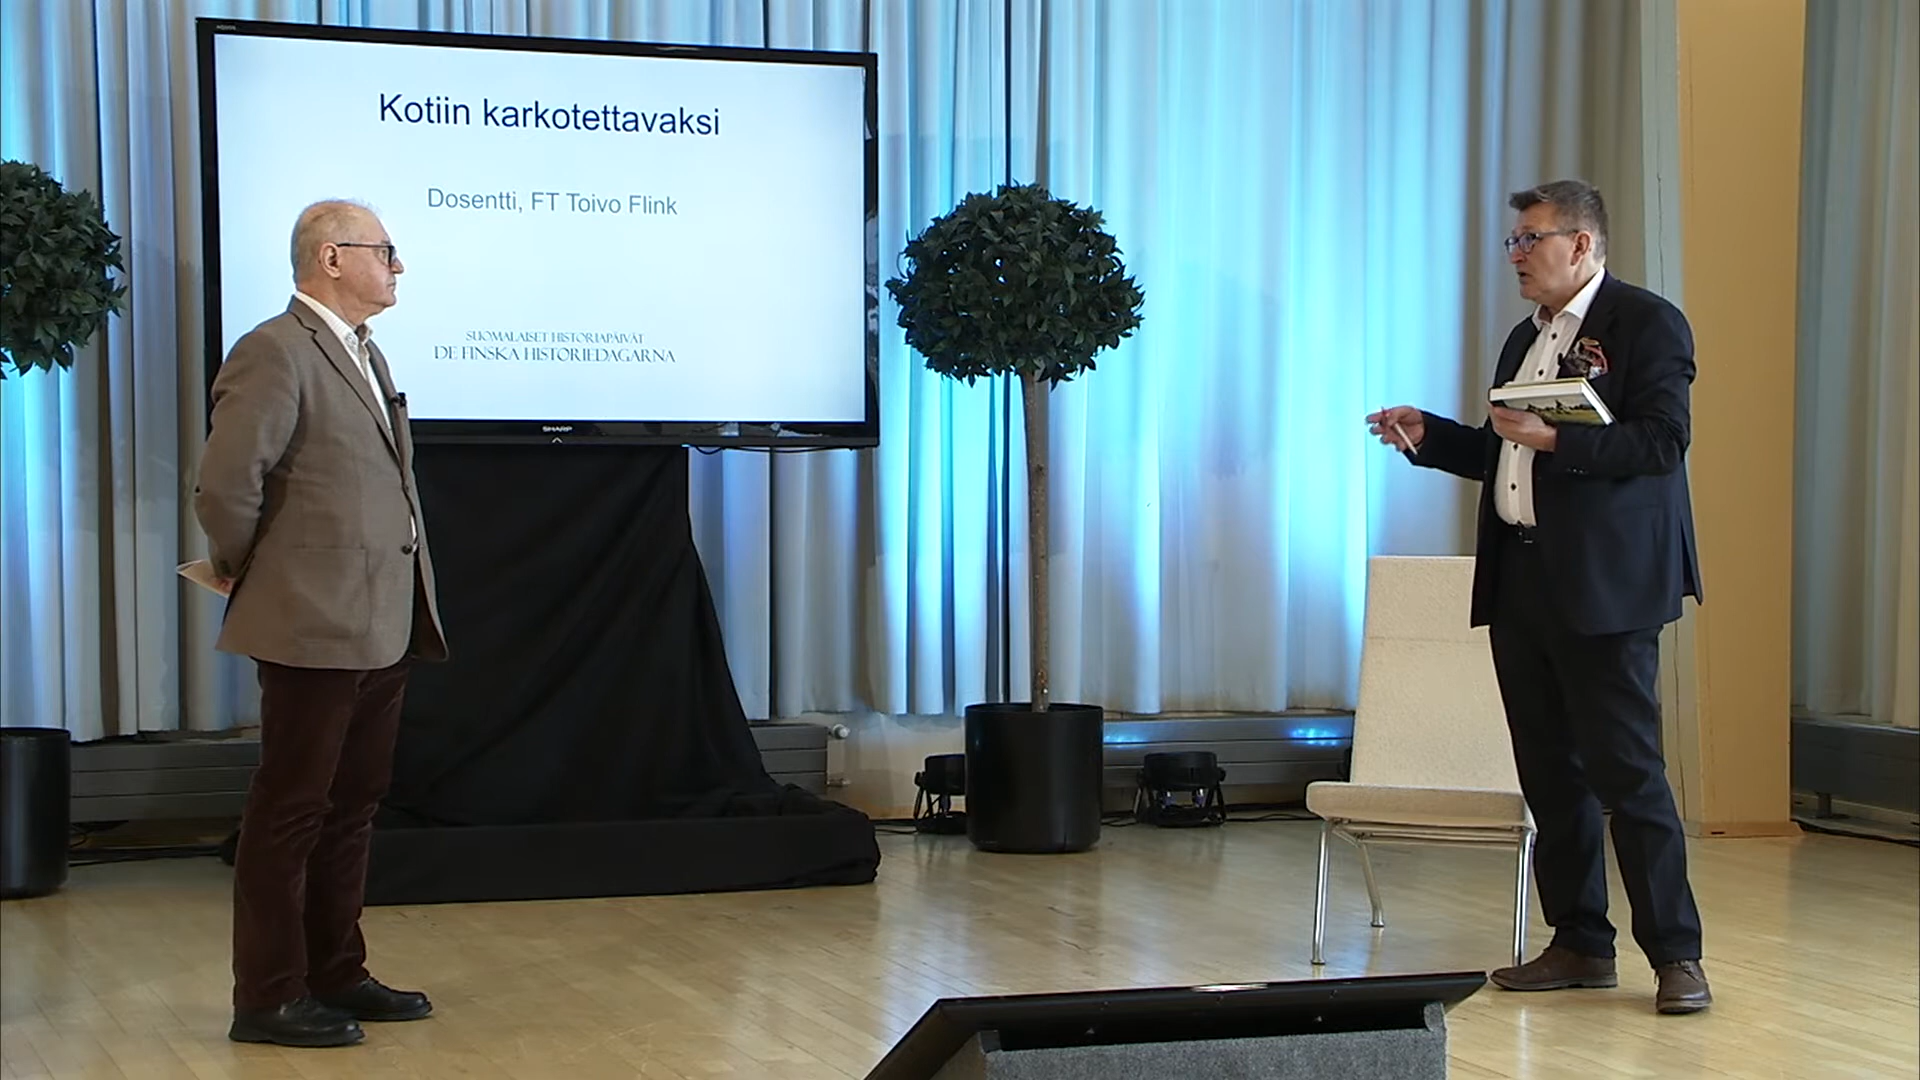 Kotiin karkotettavaksi
Dosentti, FT Toivo Flink
SUOMALAISET HISTORIAPÄIVÄT
DE FINSKA HISTORIEDAGARNA
SHARP